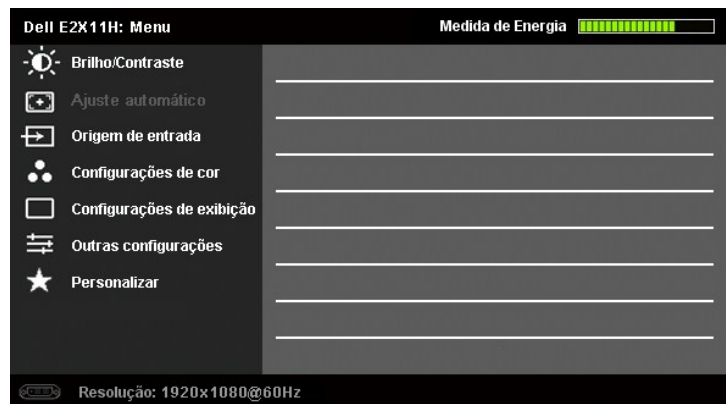 Dell E2X11H: Menu
Medida de Energia
Brilho/Contraste
Ajuste automático
Origem de entrada
Configurações de cor
Configurações de exibição
Outras configurações
Personalizar
Resolução: 1920x1080@60Hz